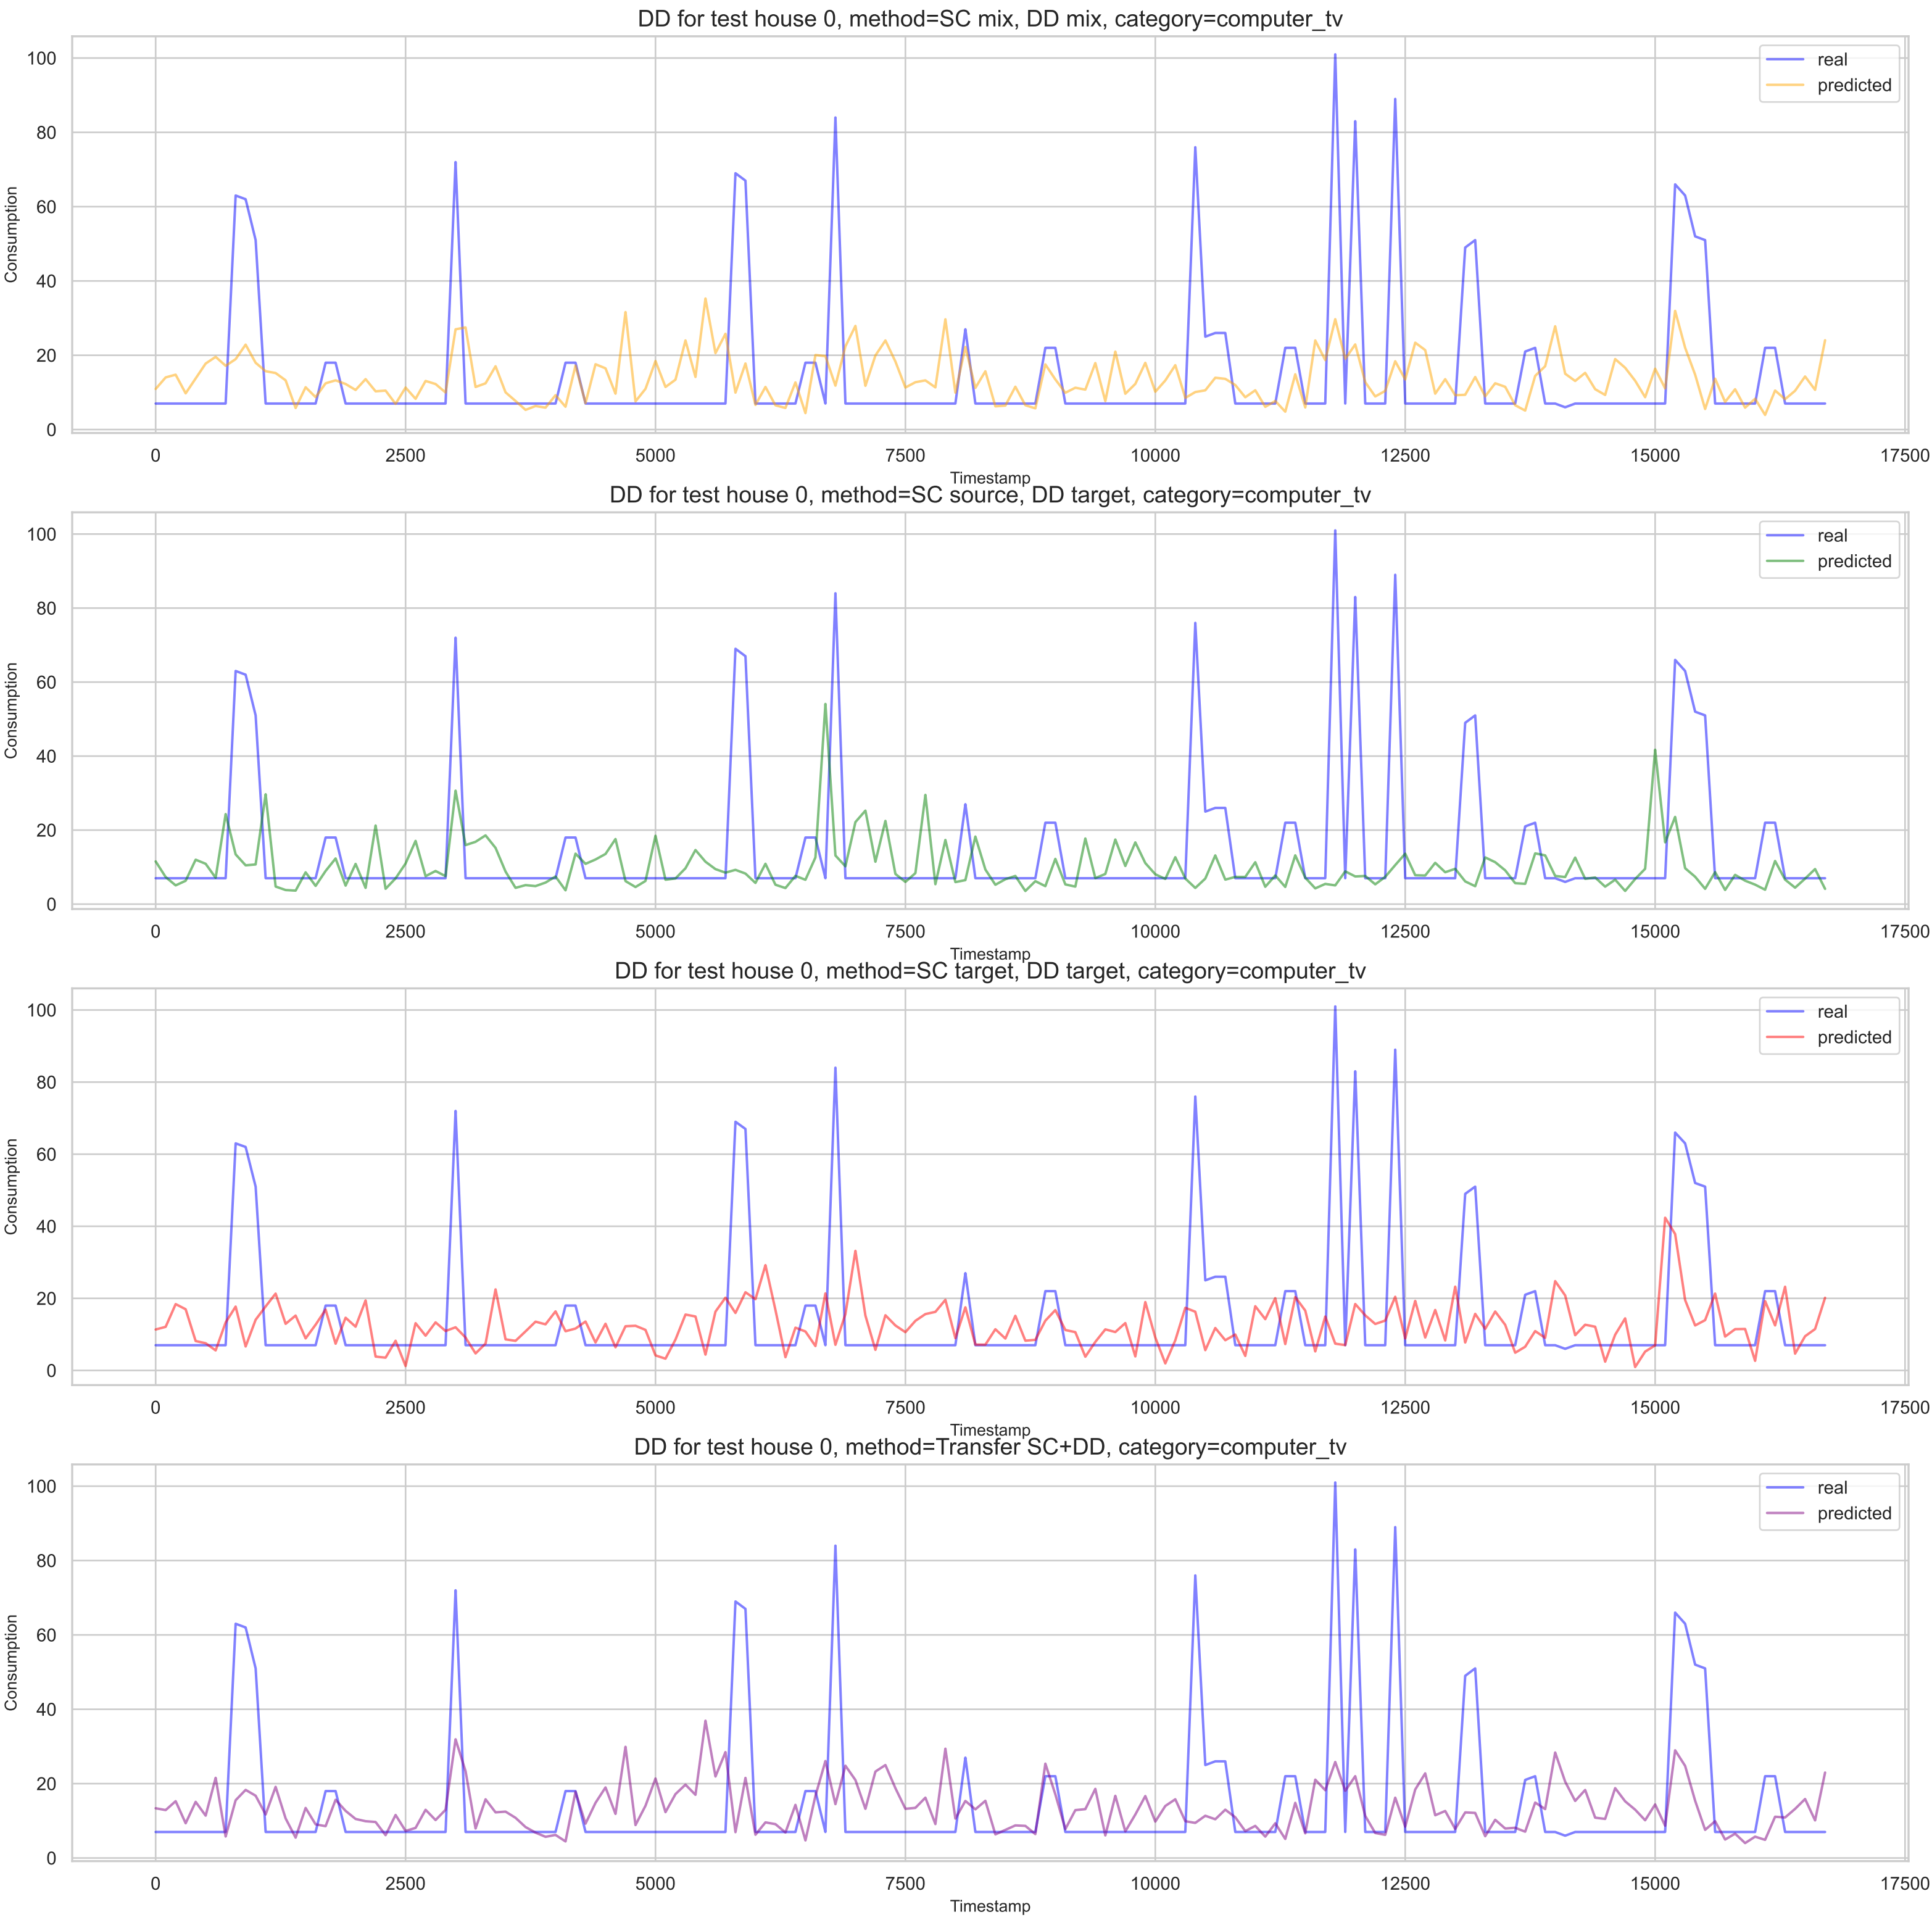 DD for test house 0, method=SC mix, DD mix, category=computer_tv
real
predicted
100
80
60
40
20
0
Consumption
0 2500 5000 7500 10000 12500 15000 17500
Timestamp
DD for test house 0, method=SC source, DD target, category=computer_tv
real
predicted
100
80
60
40
20
0
Consumption
0 2500 5000 7500 10000 12500 15000 17500
Timestamp
DD for test house 0, method=SC target, DD target, category=computer_tv
real
predicted
100
80
60
40
20
0
Consumption
0 2500 5000 7500 10000 12500 15000 17500
Timestamp
DD for test house 0, method=Transfer SC+DD, category=computer_tv
real
predicted
100
80
60
40
20
0
Consumption
0 2500 5000 7500 10000 12500 15000 17500
Timestamp